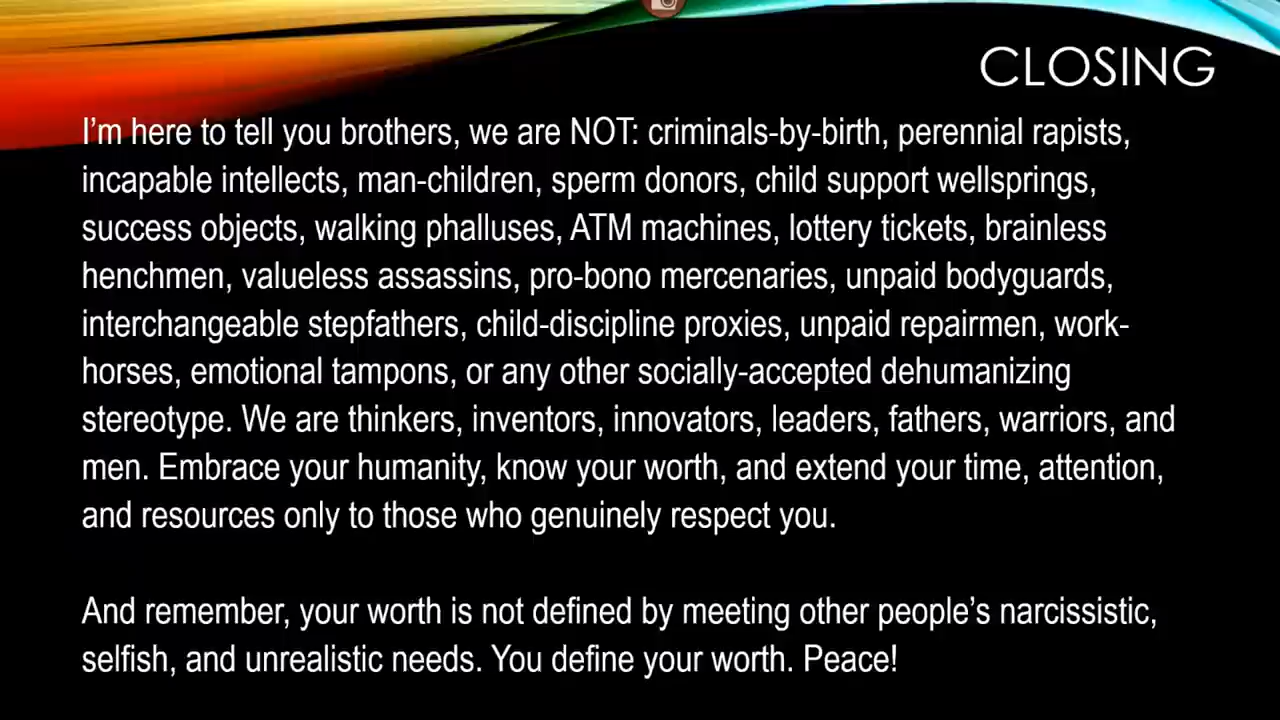 CLOSING
I'm here to tell you brothers, we are NOT: criminals-by-birth, perennial rapists,
incapable intellects, man-children, sperm donors, child support wellsprings,
success objects, walking phalluses, ATM machines, lottery tickets, brainless
henchmen, valueless assassins, pro-bono mercenaries, unpaid bodyguards,
interchangeable stepfathers, child-discipline proxies, unpaid repairmen, work-
horses, emotional tampons, or any other socially-accepted dehumanizing
stereotype. We are thinkers, inventors, innovators, leaders, fathers, warriors, and
men. Embrace your humanity, know your worth, and extend your time, attention,
and resources only to those who genuinely respect you.
And remember, your worth is not defined by meeting other people's narcissistic,
selfish, and unrealistic needs. You define your worth. Peace!